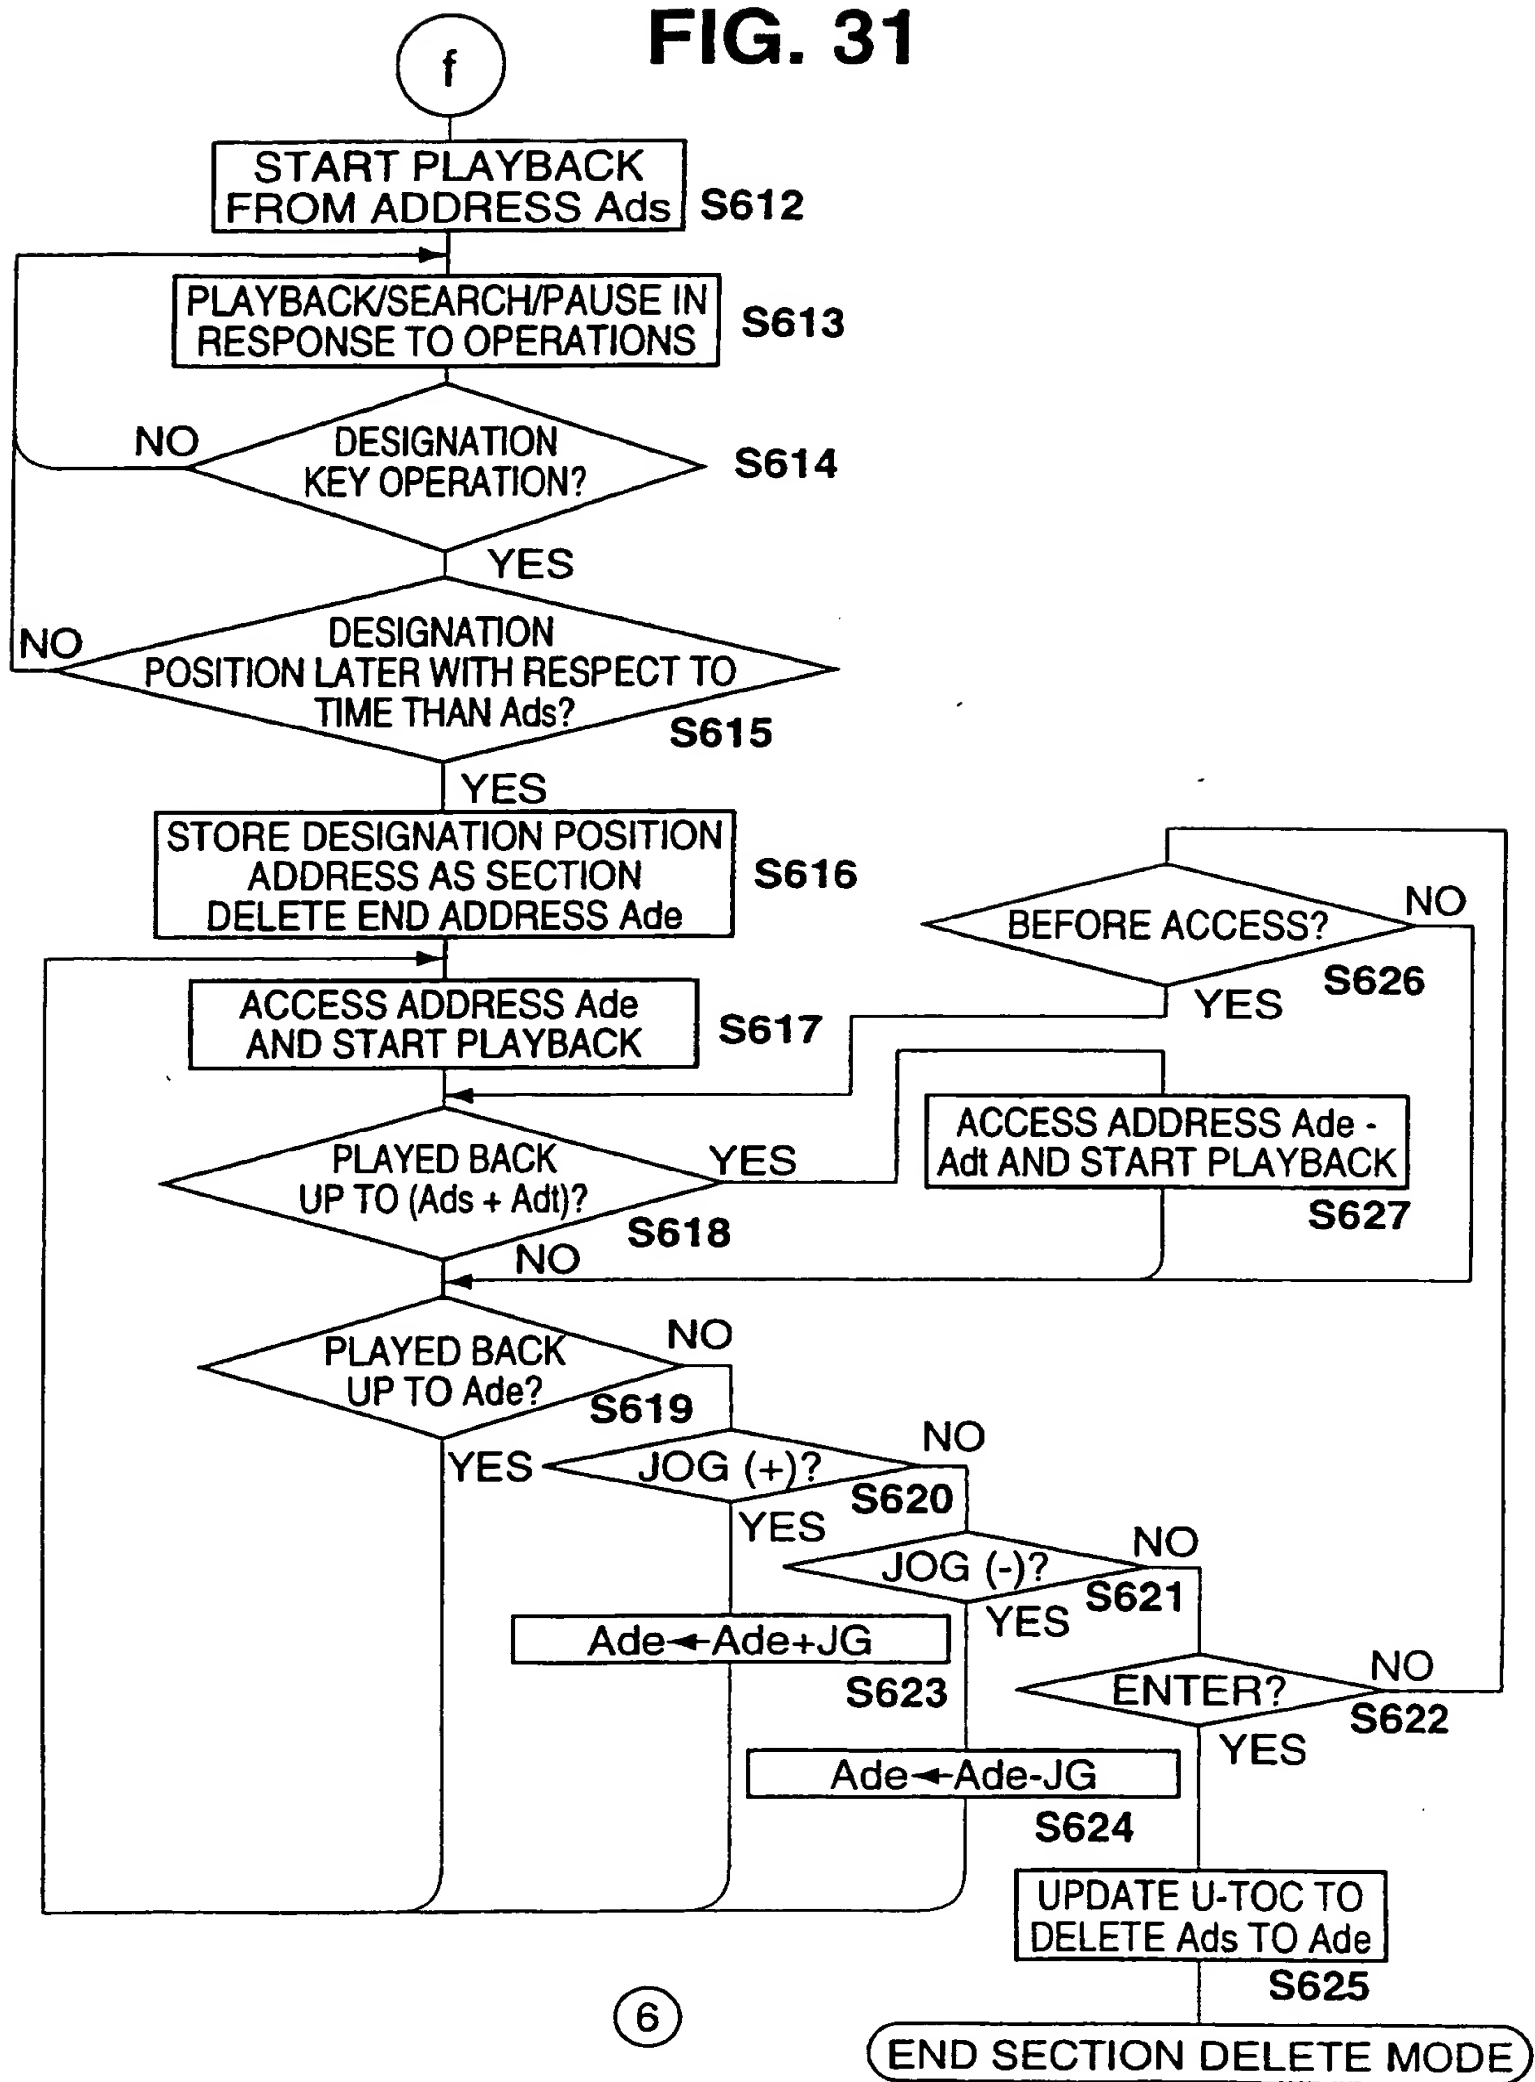 FIG. 31
f
START PLAYBACK
FROM ADDRESS Ads
S612
PLAYBACK/SEARCH/PAUSE IN
RESPONSE TO OPERATIONS
S613
NO
DESIGNATION
KEY OPERATION?
S614
YES
NO
DESIGNATION
POSITION LATER WITH RESPECT TO
TIME THAN Ads?
S615
YES
STORE DESIGNATION POSITION
ADDRESS AS SECTION
DELETE END ADDRESS Ade
S616
BEFORE ACCESS?
NO
S626
YES
ACCESS ADDRESS Ade
AND START PLAYBACK
S617
ACCESS ADDRESS Ade -
Adt AND START PLAYBACK
S627
PLAYED BACK
UP TO (Ads + Adt)?
YES
S618
NO
PLAYED BACK
UP TO Ade?
NO
S619
YES
JOG (+)?
NO
S620
YES
JOG (-)?
NO
S621
YES
Ade←Ade+JG
S623
ENTER?
NO
S622
YES
Ade←Ade-JG
S624
UPDATE U-TOC TO
DELETE Ads TO Ade
S625
6
END SECTION DELETE MODE